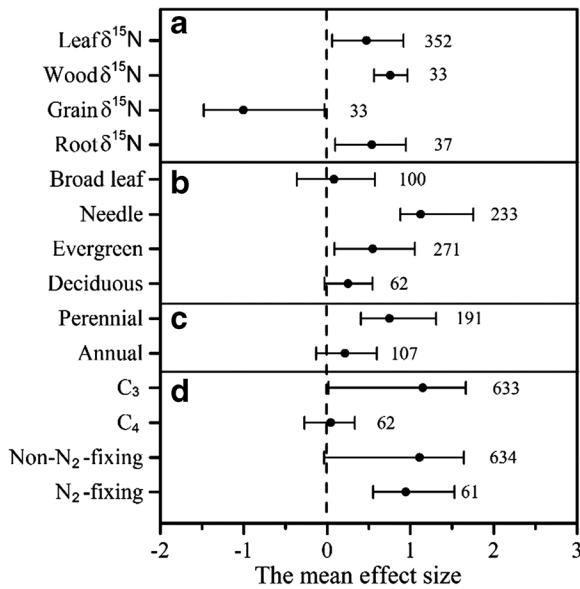 a
Leaf δ¹⁵N 352
Wood δ¹⁵N 33
Grain δ¹⁵N 33
Root δ¹⁵N 37
b
Broad leaf 100
Needle 233
Evergreen 271
Deciduous 62
c
Perennial 191
Annual 107
d
C₃ 633
C₄ 62
Non-N₂-fixing 634
N₂-fixing 61
-2 -1 0 1 2 3
The mean effect size